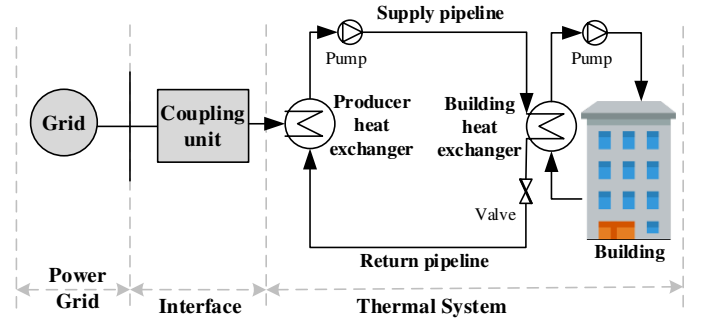 Supply pipeline
Pump
Pump
Grid
Coupling
unit
Producer
heat
exchanger
Building
heat
exchanger
Valve
Building
Return pipeline
Power
Grid
Interface
Thermal System